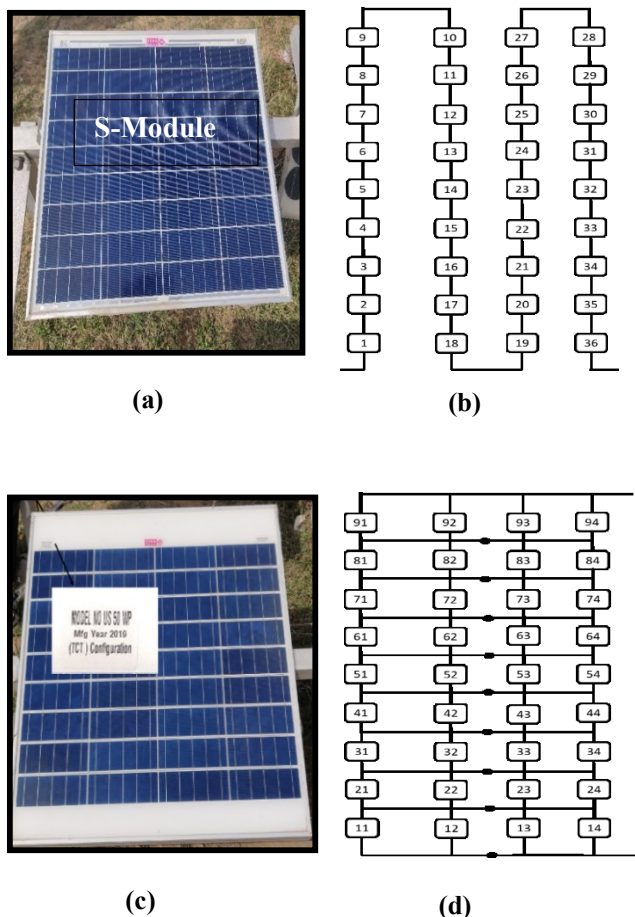 S-Module
9 10 27 28
8 11 26 29
7 12 25 30
6 13 24 31
5 14 23 32
4 15 22 33
3 16 21 34
2 17 20 35
1 18 19 36
(a)
(b)
MODEL NO US 50 WP
Mfg Year 2019
(TCT ) Configuration
91 92 93 94
81 82 83 84
71 72 73 74
61 62 63 64
51 52 53 54
41 42 43 44
31 32 33 34
21 22 23 24
11 12 13 14
(c)
(d)